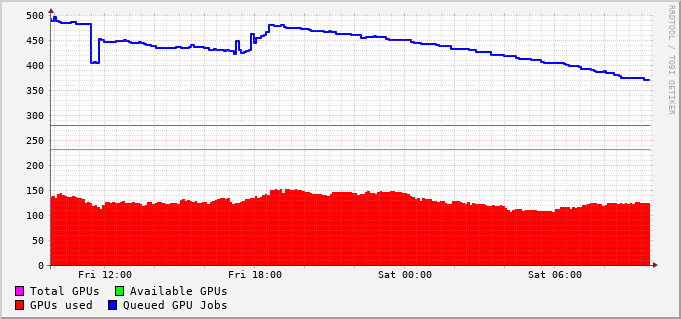 500
450
400
350
300
250
200
150
100
50
0
Fri 12:00 Fri 18:00 Sat 00:00 Sat 06:00
Total GPUs Available GPUs
GPUs used Queued GPU Jobs
RRDTOOL / TOBI OETIKER